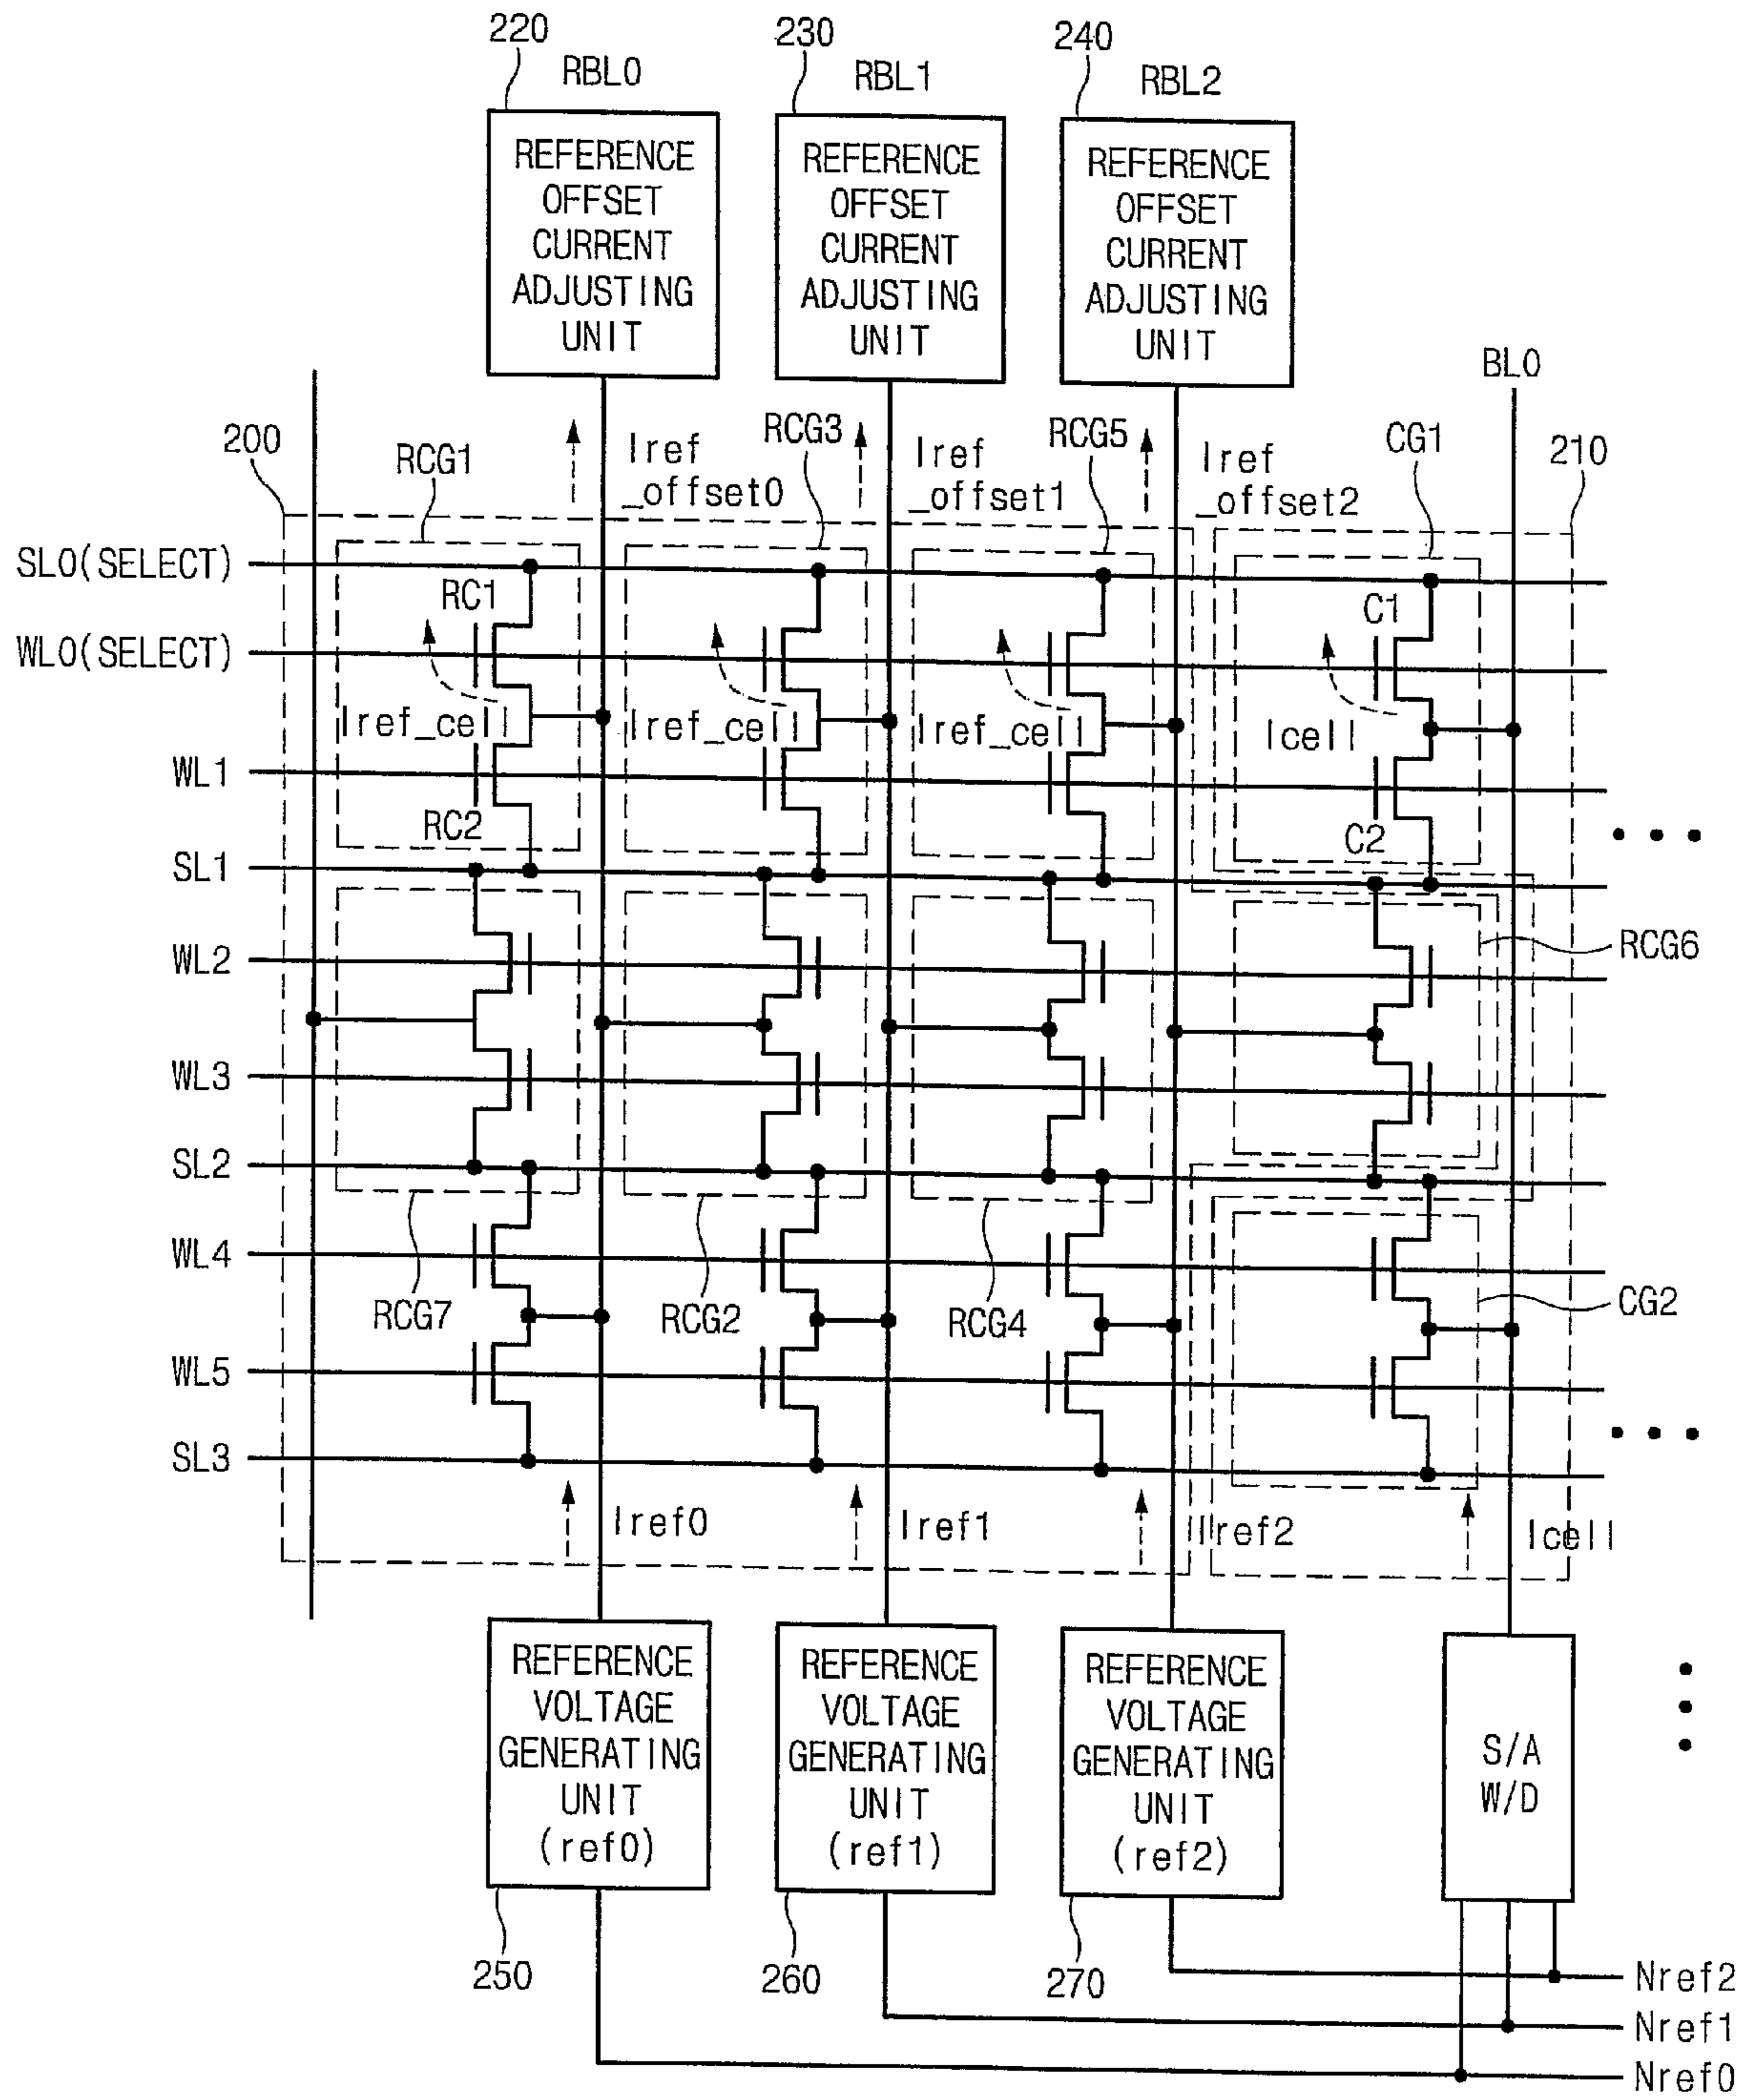 220
RBL0
230
RBL1
240
RBL2
REFERENCE
OFFSET
CURRENT
ADJUSTING
UNIT
REFERENCE
OFFSET
CURRENT
ADJUSTING
UNIT
REFERENCE
OFFSET
CURRENT
ADJUSTING
UNIT
BL0
200
RCG1
Iref
_offset0
RCG3
Iref
_offset1
RCG5
Iref
_offset2
CG1
210
SL0(SELECT)
RC1
C1
WL0(SELECT)
Iref_cell
Iref_cell
Iref_cell
Icell
WL1
RC2
C2
SL1
WL2
RCG6
WL3
SL2
WL4
RCG7
RCG2
RCG4
CG2
WL5
SL3
Iref0
Iref1
Iref2
Icell
REFERENCE
VOLTAGE
GENERATING
UNIT
(ref0)
REFERENCE
VOLTAGE
GENERATING
UNIT
(ref1)
REFERENCE
VOLTAGE
GENERATING
UNIT
(ref2)
S/A
W/D
250
260
270
Nref2
Nref1
Nref0